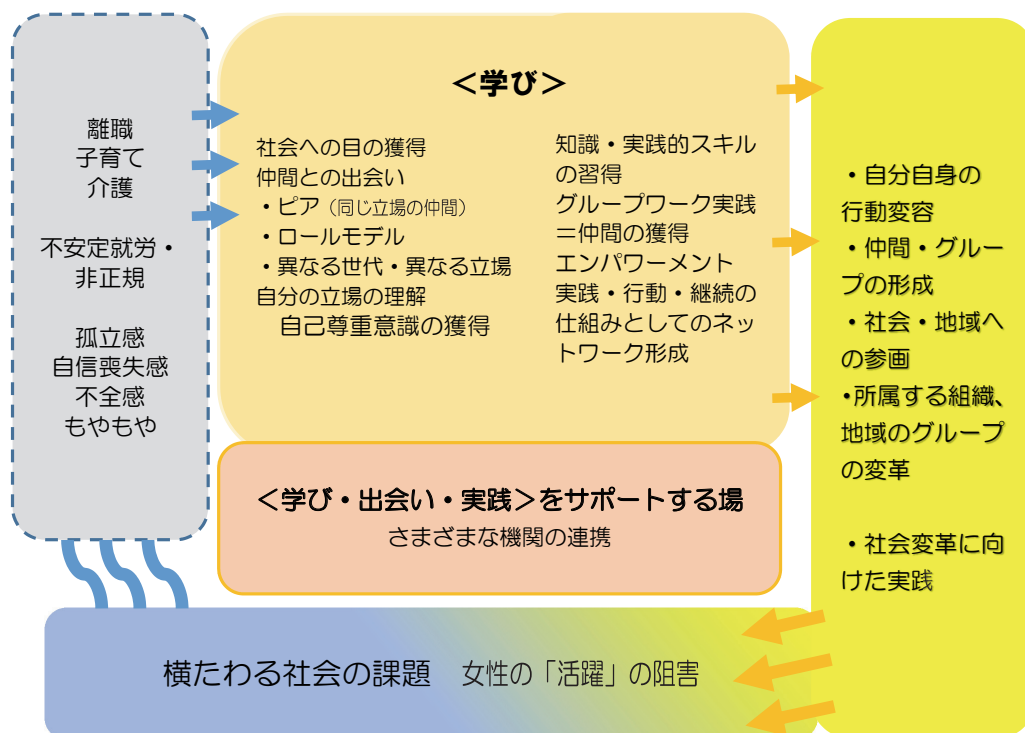 離職
子育て
介護
不安定就労・
非正規
孤立感
自信喪失感
不全感
もやもや
＜学び＞
社会への目の獲得
仲間との出会い
・ピア（同じ立場の仲間）
・ロールモデル
・異なる世代・異なる立場
自分の立場の理解
自己尊重意識の獲得
知識・実践的スキル
の習得
グループワーク実践
＝仲間の獲得
エンパワーメント
実践・行動・継続の
仕組みとしてのネッ
トワーク形成
＜学び・出会い・実践＞をサポートする場
さまざまな機関の連携
・自分自身の
行動変容
・仲間・グルー
プの形成
・社会・地域へ
の参画
・所属する組織、
地域のグループ
の変革
・社会変革に向
けた実践
横たわる社会の課題　女性の「活躍」の阻害